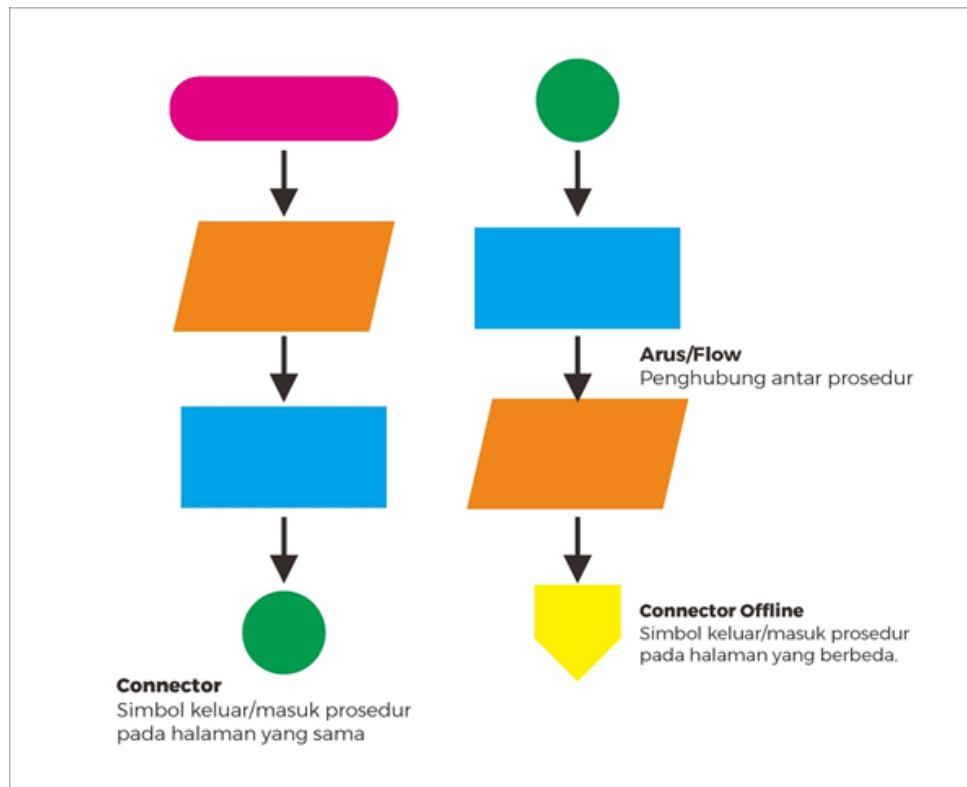 Arus/Flow
Penghubung antar prosedur
Connector Offline
Simbol keluar/masuk prosedur
pada halaman yang berbeda.
Connector
Simbol keluar/masuk prosedur
pada halaman yang sama